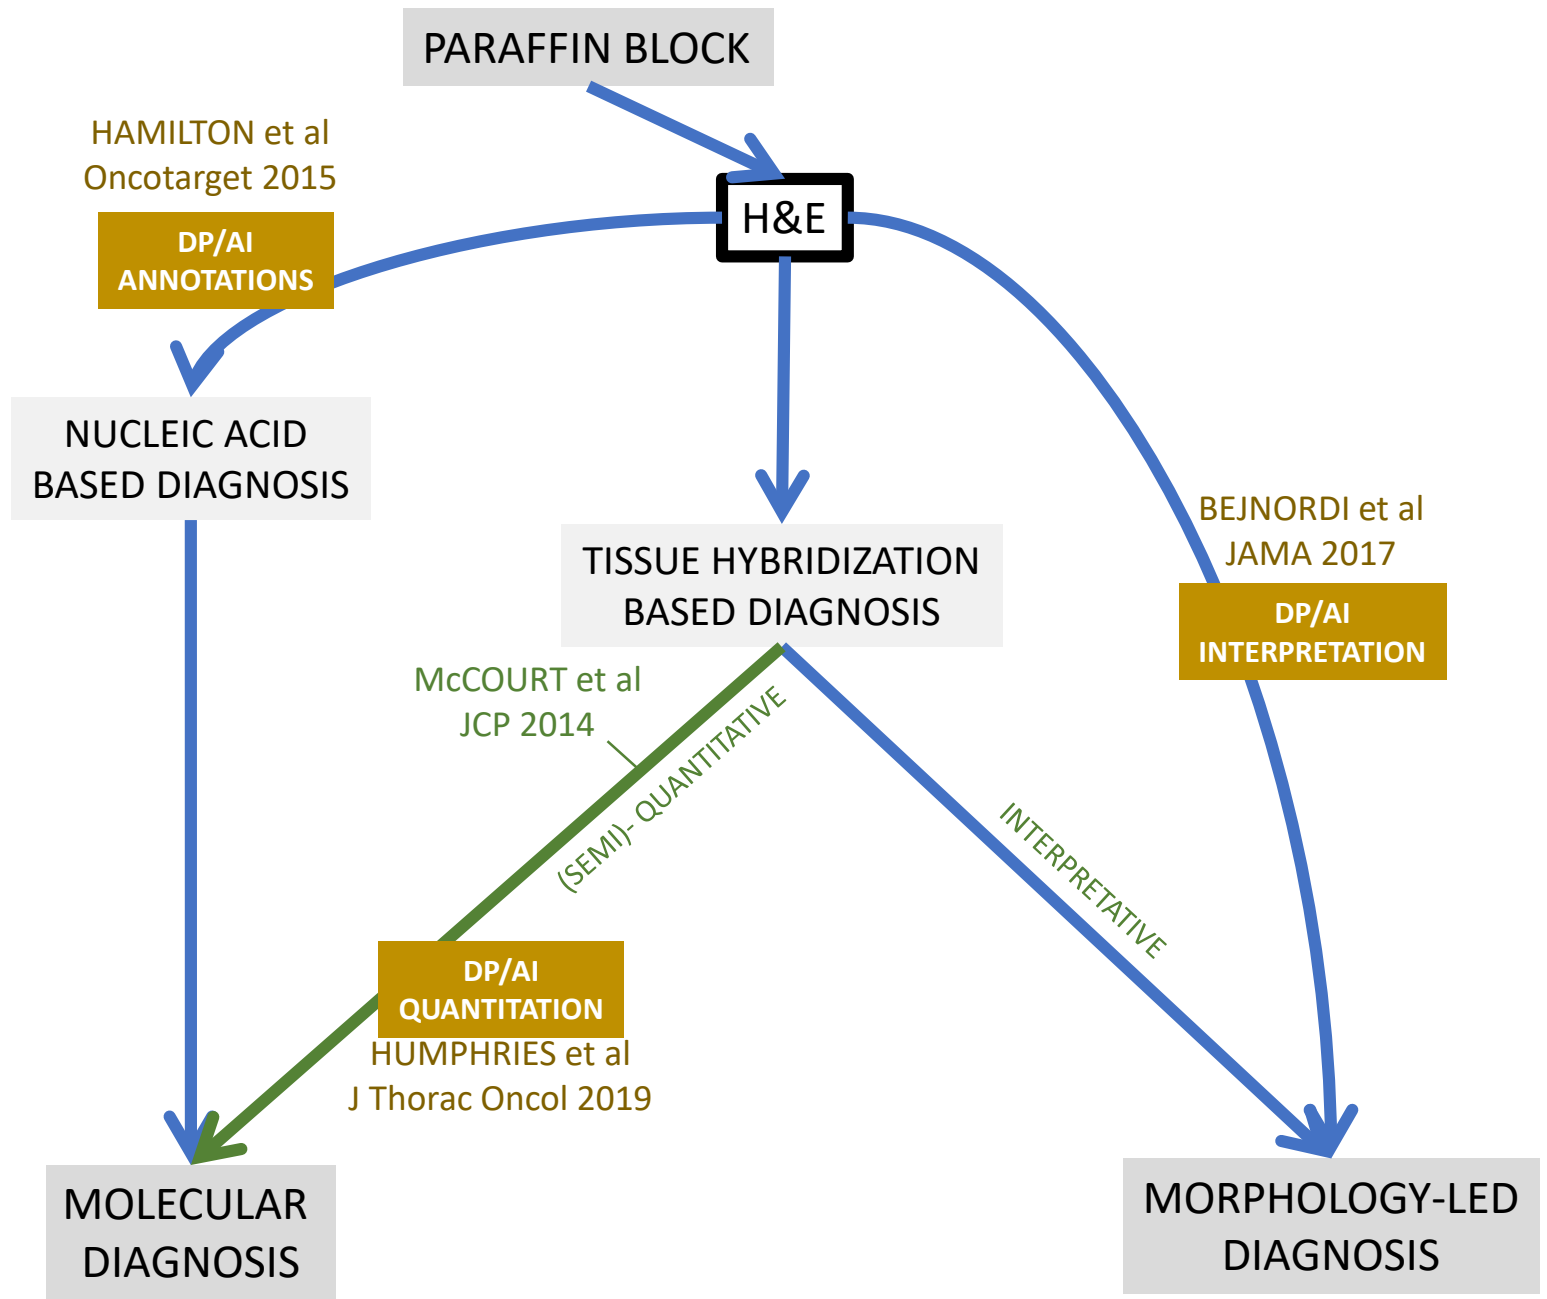 PARAFFIN BLOCK
HAMILTON et al
Oncotarget 2015
DP/AI
ANNOTATIONS
H&E
NUCLEIC ACID
BASED DIAGNOSIS
TISSUE HYBRIDIZATION
BASED DIAGNOSIS
BEJNORDI et al
JAMA 2017
DP/AI
INTERPRETATION
McCOURT et al
JCP 2014
(SEMI)- QUANTITATIVE
INTERPRETATIVE
DP/AI
QUANTITATION
HUMPHRIES et al
J Thorac Oncol 2019
MOLECULAR
DIAGNOSIS
MORPHOLOGY-LED
DIAGNOSIS